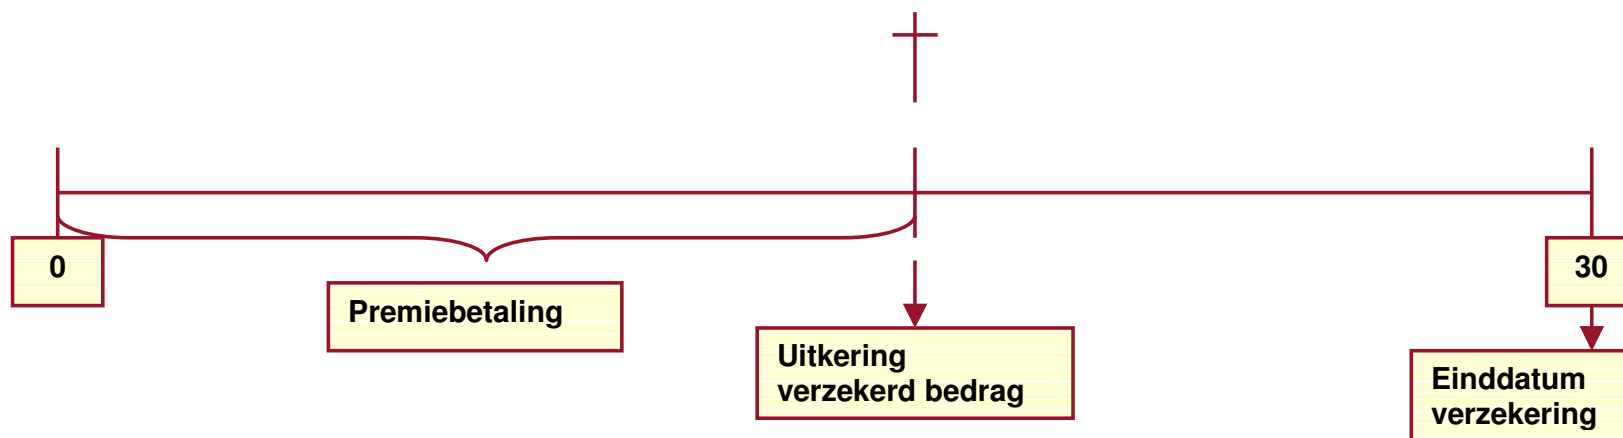 0
30
Premiebetaling
Uitkering
verzekerd bedrag
Einddatum
verzekering